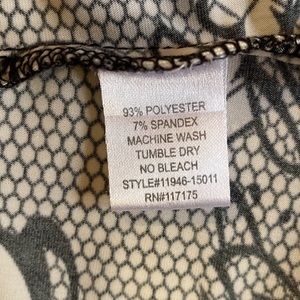 93% POLYESTER
7% SPANDEX
MACHINE WASH
TUMBLE DRY
NO BLEACH
STYLE#11946-15011
RN#117175